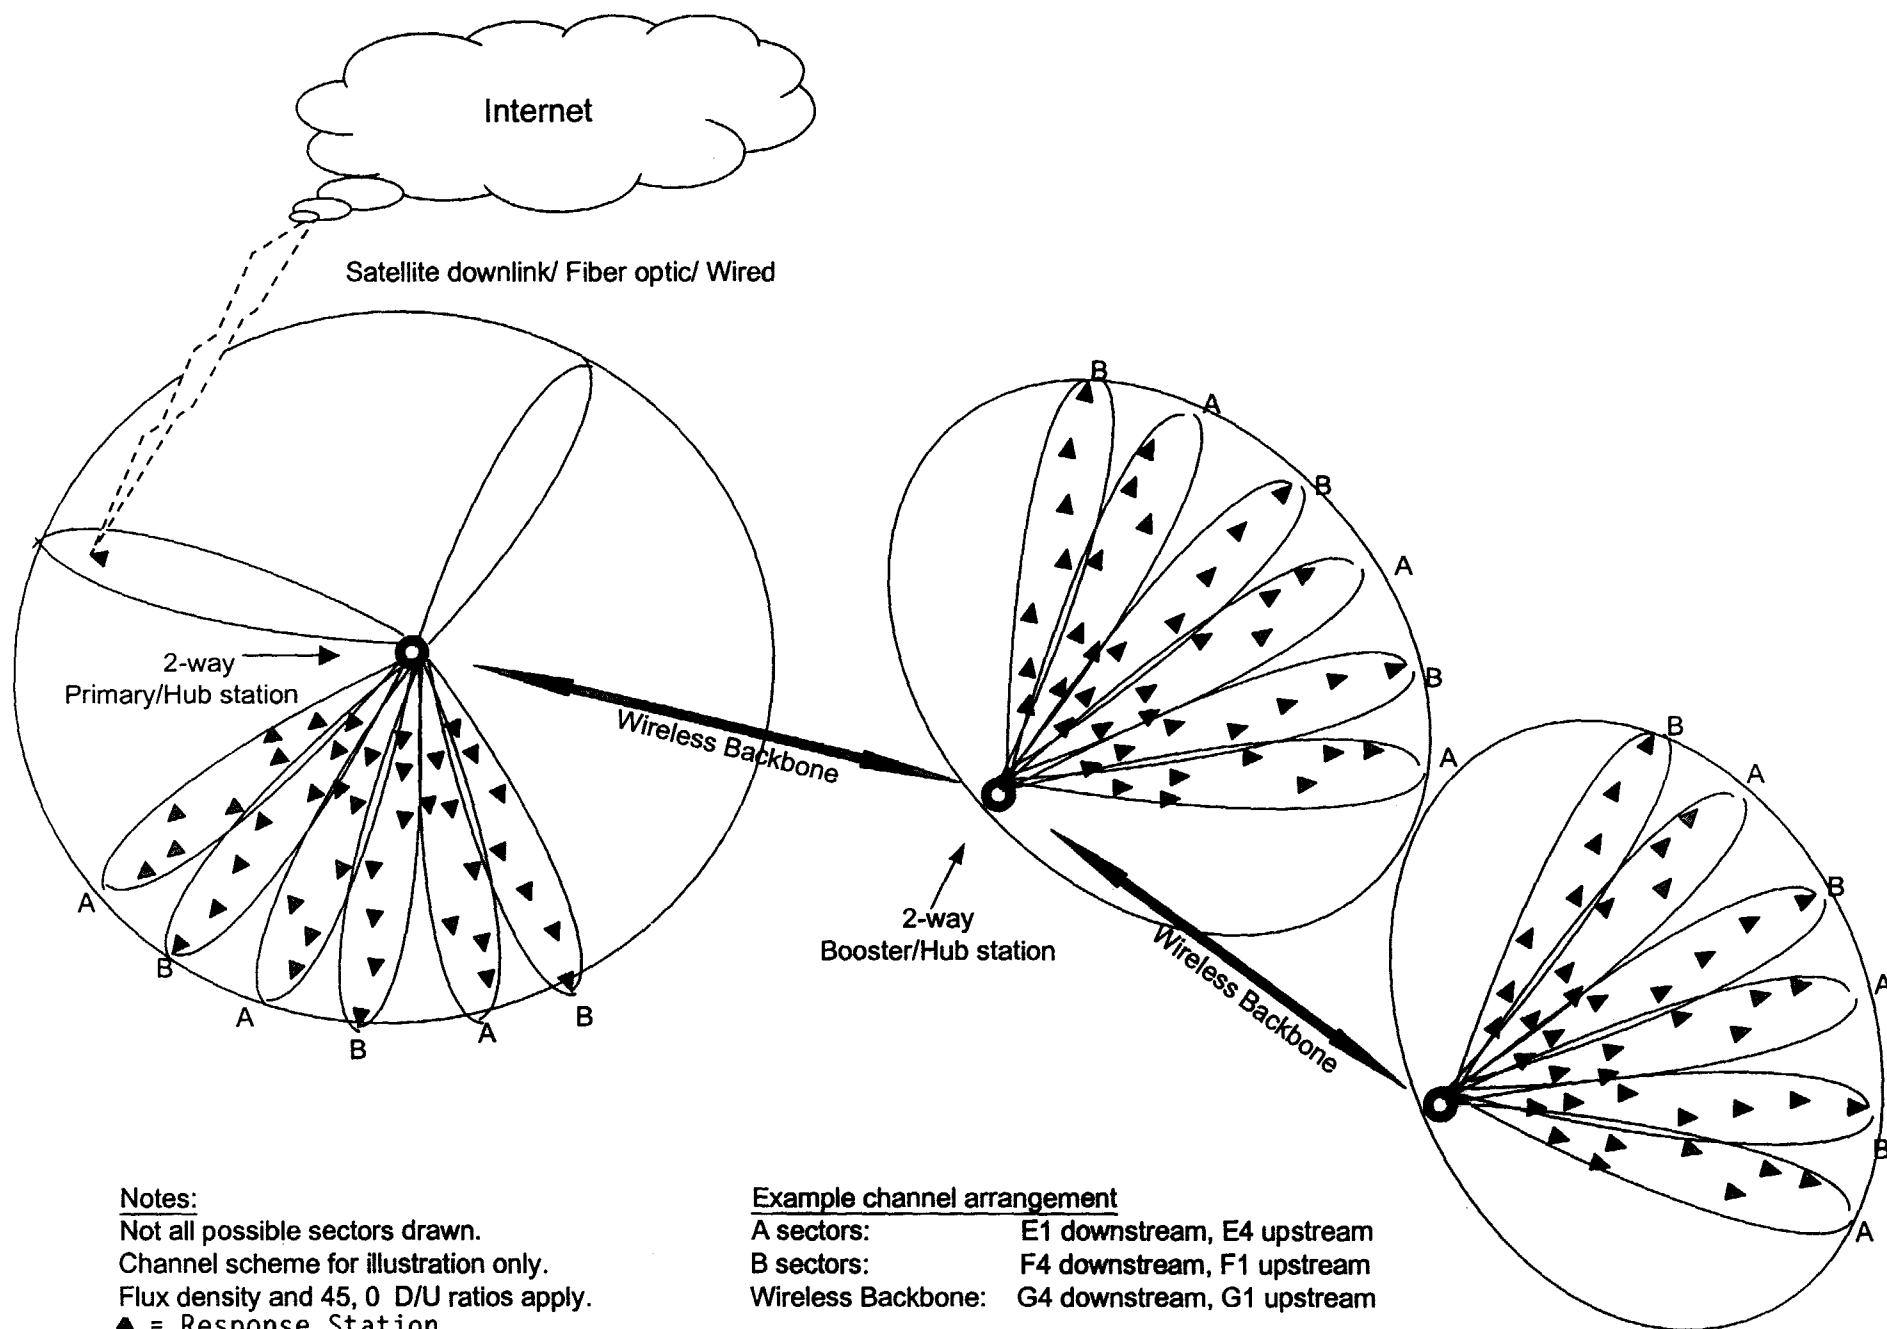 Internet
Satellite downlink/ Fiber optic/ Wired
B
A
B
A
B
A
2-way
Primary/Hub station
Wireless Backbone
A
B
A
B
A
B
2-way
Booster/Hub station
Wireless Backbone
B
A
B
A
B
A
Notes:
Not all possible sectors drawn.
Channel scheme for illustration only.
Flux density and 45, 0 D/U ratios apply.
▲ = Response Station
Example channel arrangement
A sectors: E1 downstream, E4 upstream
B sectors: F4 downstream, F1 upstream
Wireless Backbone: G4 downstream, G1 upstream